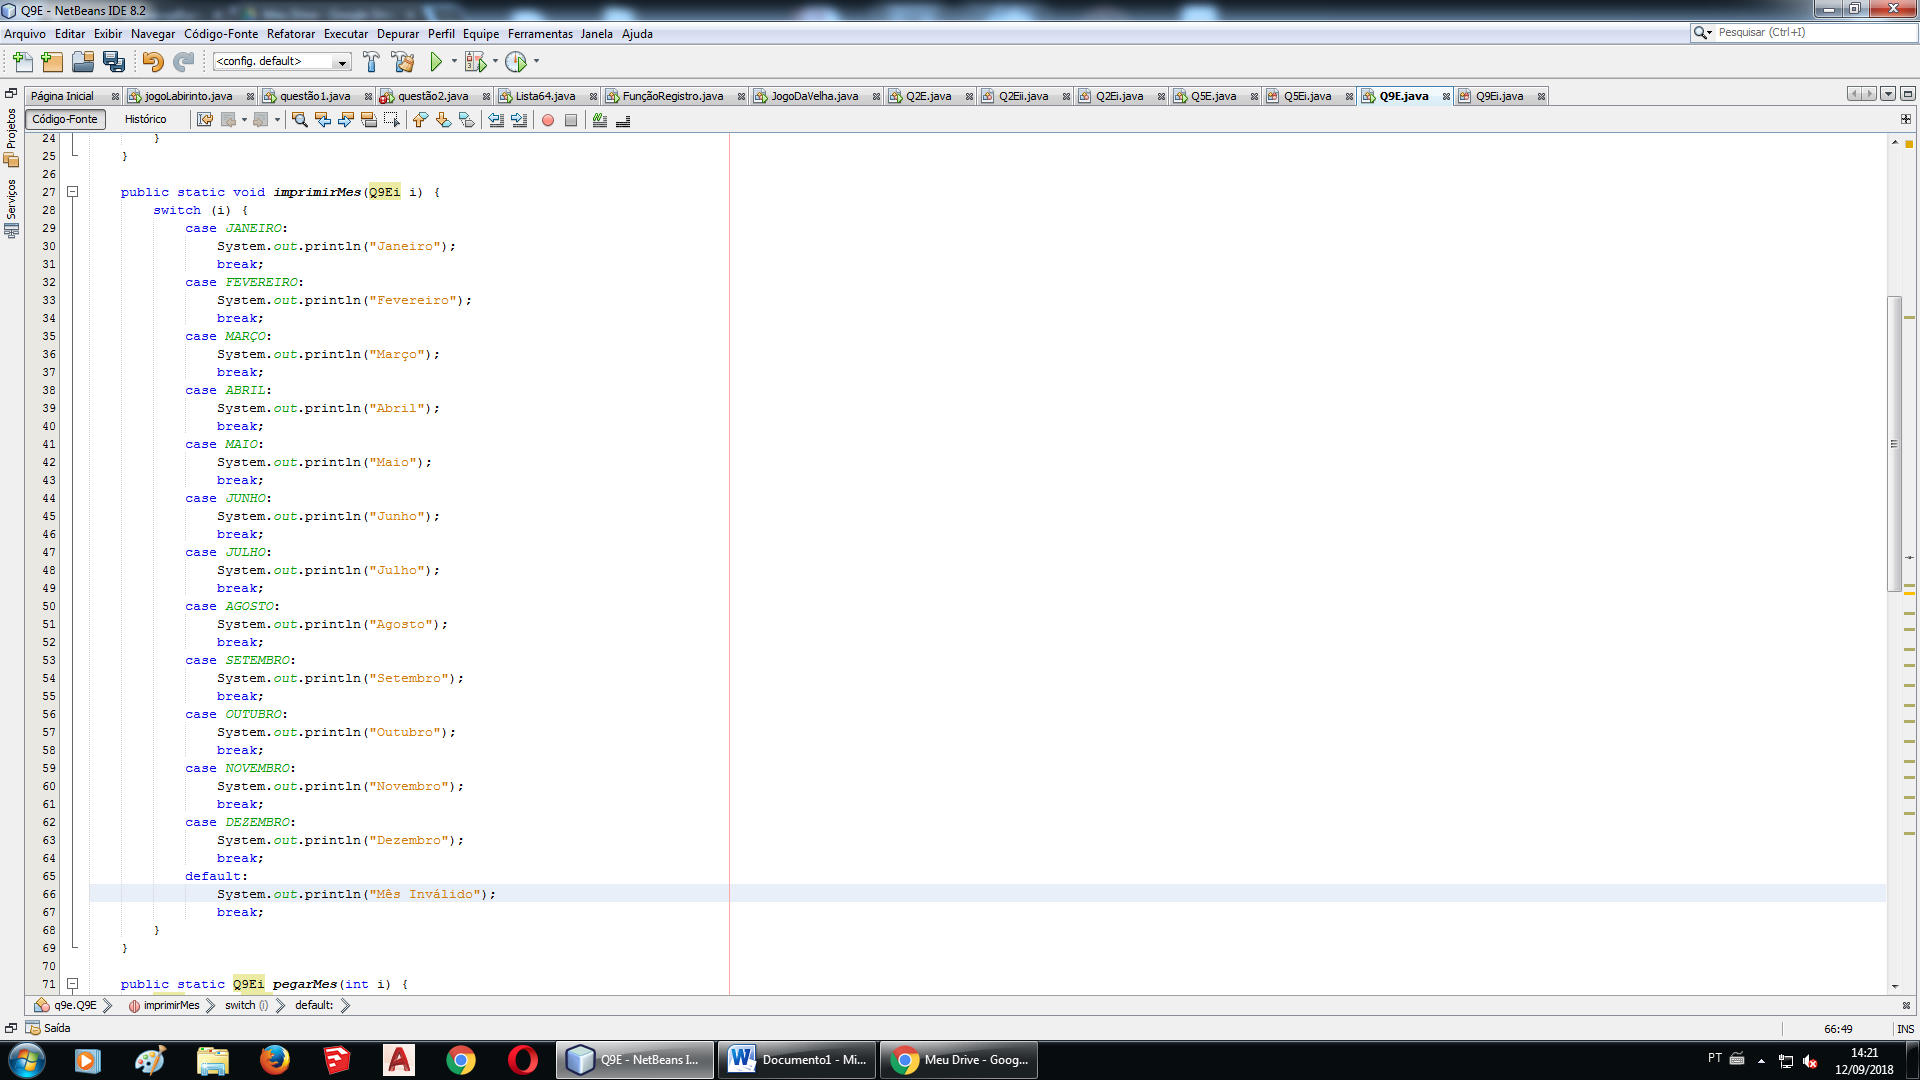 Q9E - NetBeans IDE 8.2
Arquivo Editar Exibir Navegar Código-Fonte Refatorar Executar Depurar Perfil Equipe Ferramentas Janela Ajuda
Pesquisar (Ctrl+I)
<config. default>
Página Inicial jogoLabirinto.java questão1.java questão2.java Lista64.java FunçãoRegistro.java JogoDaVelha.java Q2E.java Q2Eii.java Q2Ei.java Q5E.java Q5Ei.java Q9E.java Q9Ei.java
Código-Fonte Histórico
Projetos
Serviços
24 }
25 }
26
27 public static void imprimirMes(Q9Ei i) {
28 switch (i) {
29 case JANEIRO:
30 System.out.println("Janeiro");
31 break;
32 case FEVEREIRO:
33 System.out.println("Fevereiro");
34 break;
35 case MARÇO:
36 System.out.println("Março");
37 break;
38 case ABRIL:
39 System.out.println("Abril");
40 break;
41 case MAIO:
42 System.out.println("Maio");
43 break;
44 case JUNHO:
45 System.out.println("Junho");
46 break;
47 case JULHO:
48 System.out.println("Julho");
49 break;
50 case AGOSTO:
51 System.out.println("Agosto");
52 break;
53 case SETEMBRO:
54 System.out.println("Setembro");
55 break;
56 case OUTUBRO:
57 System.out.println("Outubro");
58 break;
59 case NOVEMBRO:
60 System.out.println("Novembro");
61 break;
62 case DEZEMBRO:
63 System.out.println("Dezembro");
64 break;
65 default:
66 System.out.println("Mês Inválido");
67 break;
68 }
69 }
70
71 public static Q9Ei pegarMes(int i) {
q9e.Q9E imprimirMes switch (i) default:
Saída
66:49 INS
Q9E - NetBeans I... Documento1 - Mi... Meu Drive - Goog...
PT
14:21
12/09/2018